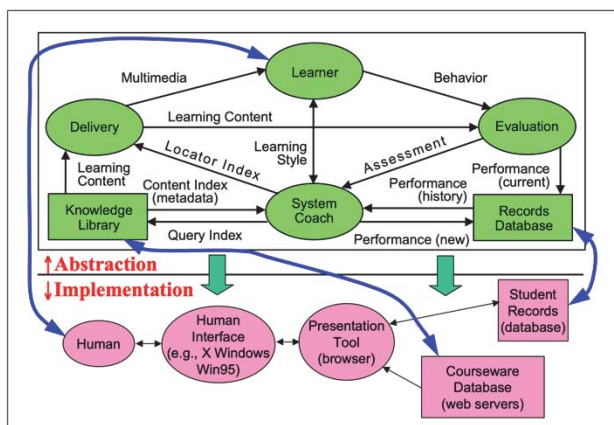 Learner
Multimedia
Behavior
Delivery
Learning Content
Evaluation
Learning
Style
Locator Index
Assessment
Learning
Content
Content Index
(metadata)
System
Coach
Performance
(history)
Performance
(current)
Knowledge
Library
Records
Database
Query Index
Performance (new)
↑Abstraction
↓Implementation
Human
Human
Interface
(e.g., X Windows
Win95)
Presentation
Tool
(browser)
Student
Records
(database)
Courseware
Database
(web servers)